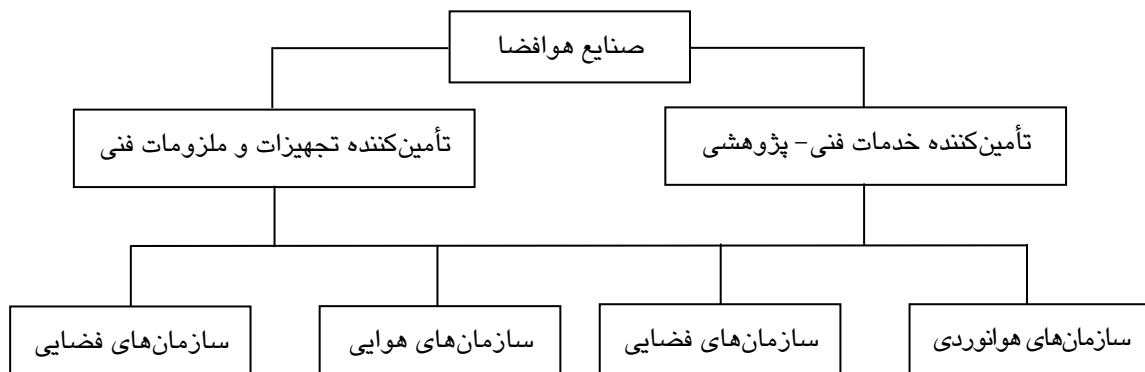 صنایع هوافضا
تأمین‌کننده خدمات فنی- پژوهشی
تأمین‌کننده تجهیزات و ملزومات فنی
سازمان‌های هوانوردی
سازمان‌های فضایی
سازمان‌های هوایی
سازمان‌های فضایی